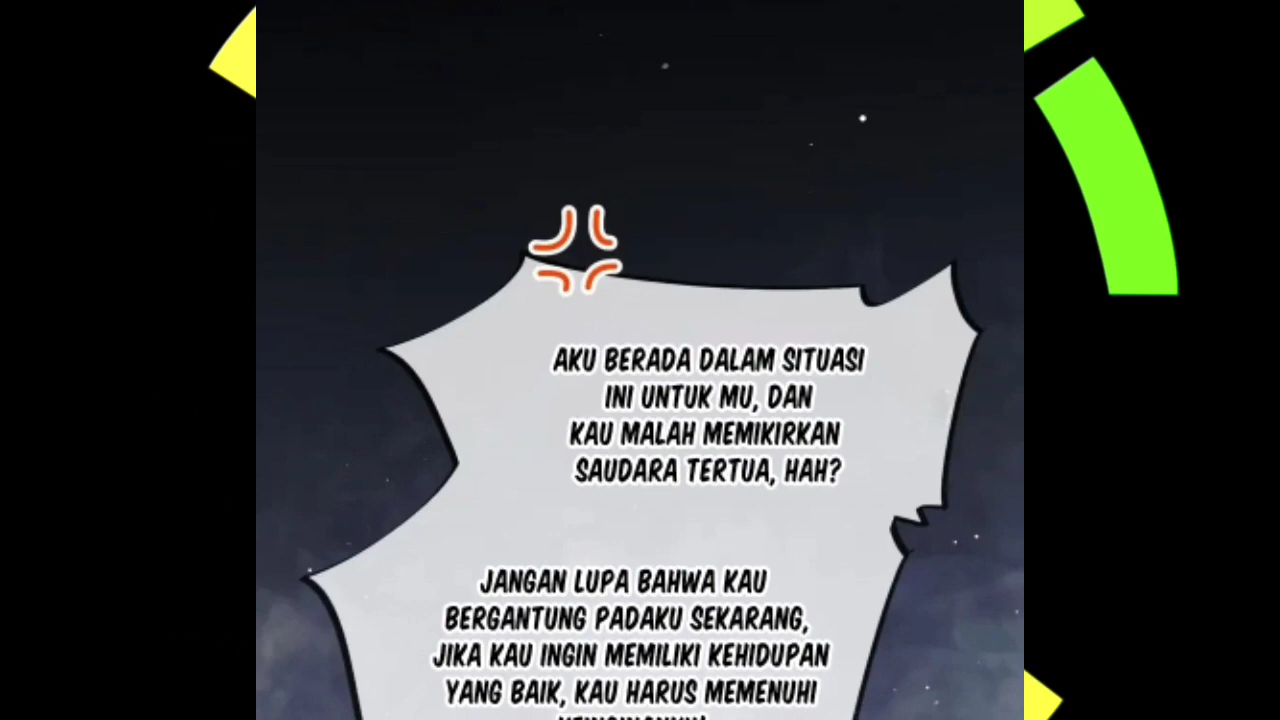 AKU BERADA DALAM SITUASI
INI UNTUK MU, DAN
KAU MALAH MEMIKIRKAN
SAUDARA TERTUA, HAH?
JANGAN LUPA BAHWA KAU
BERGANTUNG PADAKU SEKARANG,
JIKA KAU INGIN MEMILIKI KEHIDUPAN
YANG BAIK, KAU HARUS MEMENUHI